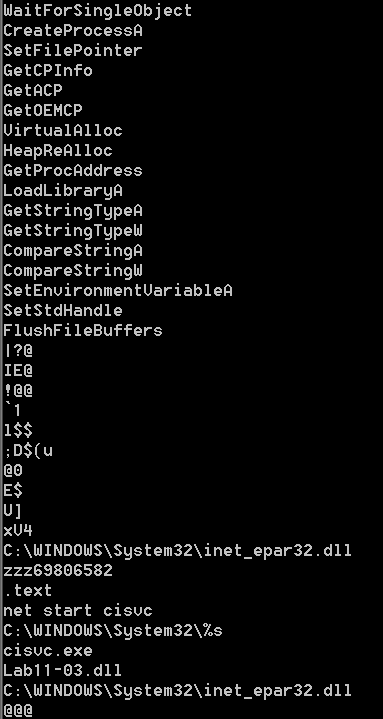 WaitForSingleObject
CreateProcessA
SetFilePointer
GetCPInfo
GetACP
GetOEMCP
VirtualAlloc
HeapReAlloc
GetProcAddress
LoadLibraryA
GetStringTypeA
GetStringTypeW
CompareStringA
CompareStringW
SetEnvironmentVariableA
SetStdHandle
FlushFileBuffers
|?@
IE@
!@@
`1
l$$
;D$(u
@0
E$
U]
xV4
C:\WINDOWS\System32\inet_epar32.dll
zzz69806582
.text
net start cisvc
C:\WINDOWS\System32\%s
cisvc.exe
Lab11-03.dll
C:\WINDOWS\System32\inet_epar32.dll
@@@